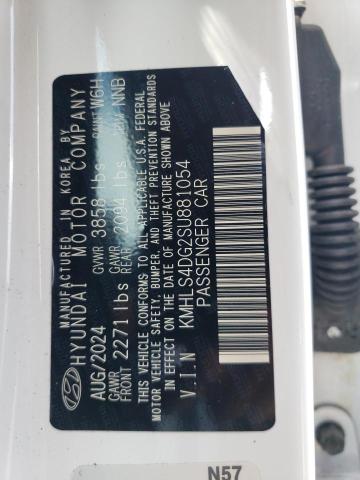 MANUFACTURED IN KOREA BY
HYUNDAI MOTOR COMPANY
AUG/2024 GVWR 3858 lbs PAINT W6H
GAWR FRONT 2271lbs GAWR REAR 2094 lbs TRIM NNB
THIS VEHICLE CONFORMS TO ALL APPLICABLE U.S.A. FEDERAL
MOTOR VEHICLE SAFETY, BUMPER, AND THEFT PREVENTION STANDARDS
IN EFFECT ON THE DATE OF MANUFACTURE SHOWN ABOVE
V.I.N KMHLS4DG2SU881054
PASSENGER CAR
N57